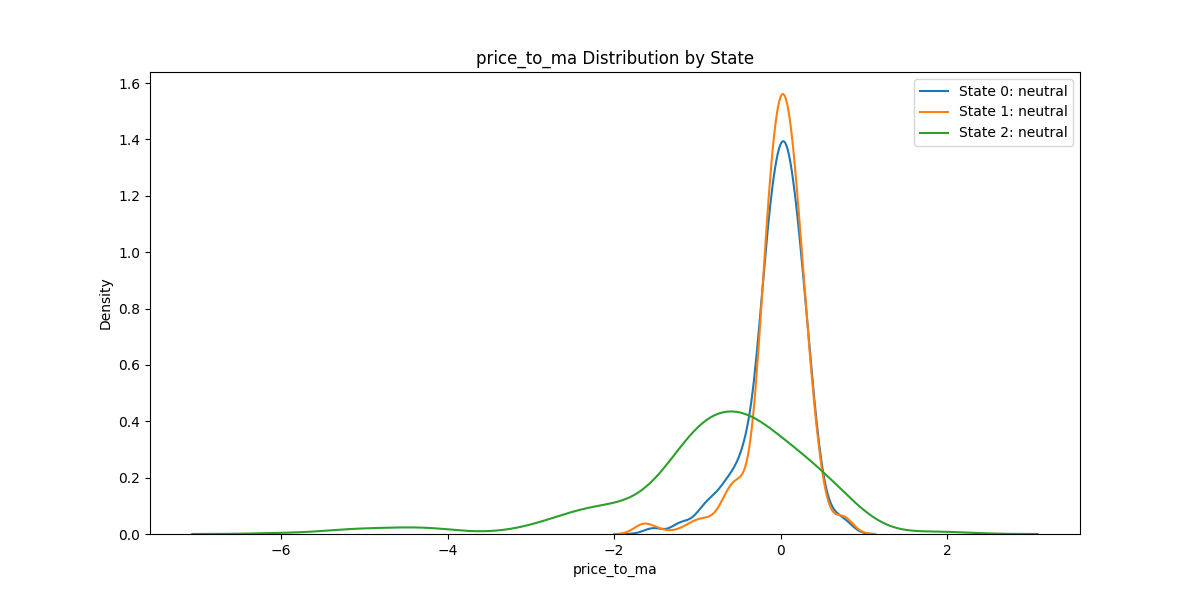 price_to_ma Distribution by State
State 0: neutral
State 1: neutral
State 2: neutral
Density
1.6
1.4
1.2
1.0
0.8
0.6
0.4
0.2
0.0
−6
−4
−2
0
2
price_to_ma